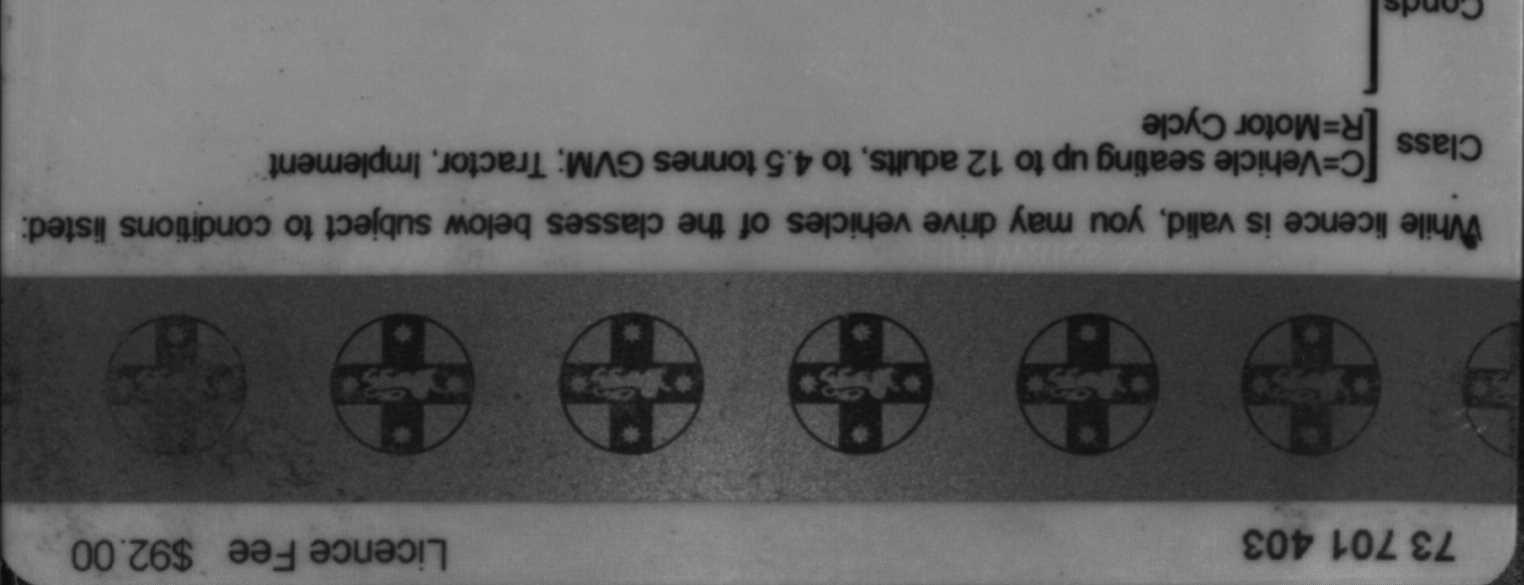 73 701 403 Licence Fee $92.00
While licence is valid, you may drive vehicles of the classes below subject to conditions listed:
Class [C=Vehicle seating up to 12 adults, to 4.5 tonnes GVM; Tractor, Implement
R=Motor Cycle
Conds